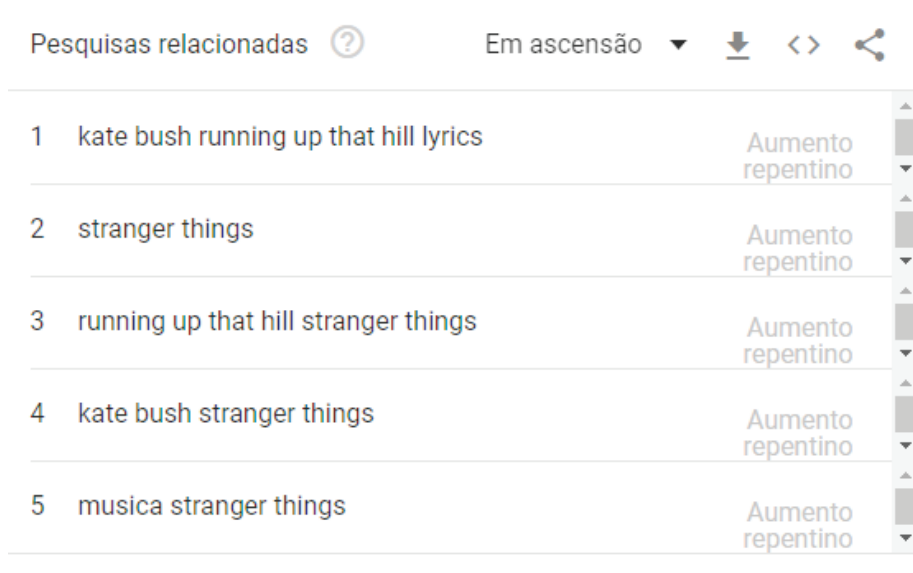 Pesquisas relacionadas ? Em ascensão
1 kate bush running up that hill lyrics Aumento
repentino
2 stranger things Aumento
repentino
3 running up that hill stranger things Aumento
repentino
4 kate bush stranger things Aumento
repentino
5 musica stranger things Aumento
repentino